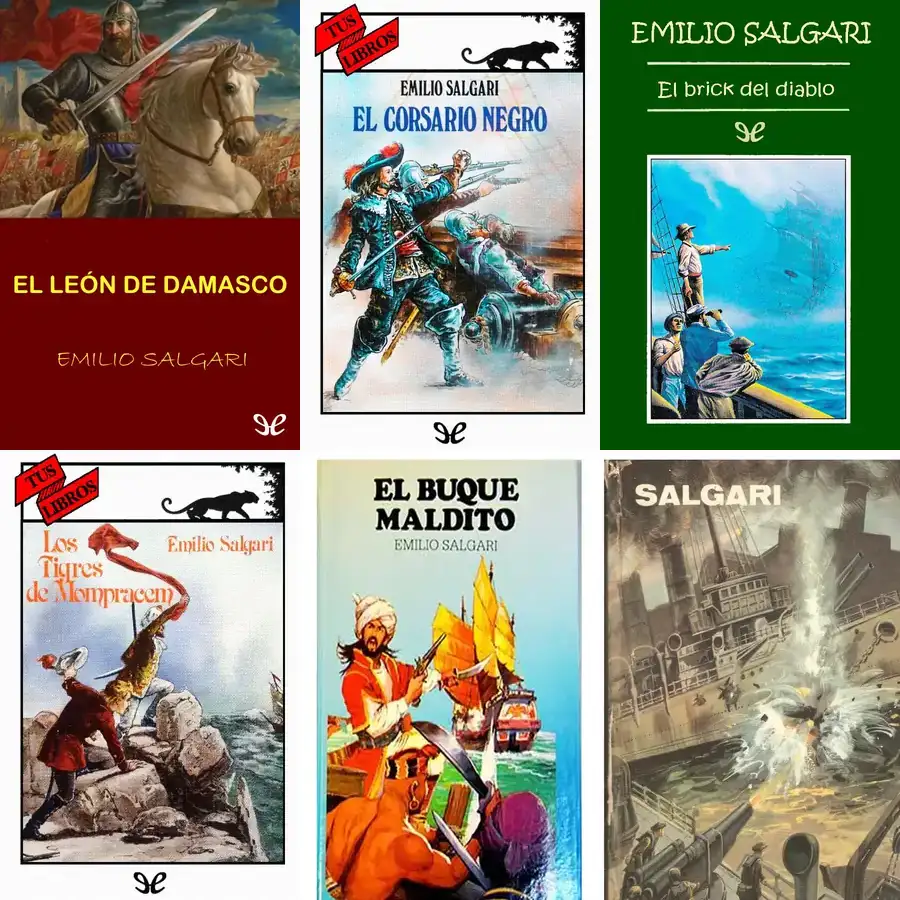 EL LEÓN DE DAMASCO
EMILIO SALGARI
TUS
LIBROS
EMILIO SALGARI
EL CORSARIO NEGRO
EMILIO SALGARI
El brick del diablo
TUS
LIBROS
Los
Tigres
de Mompracem
Emilio Salgari
EL BUQUE
MALDITO
EMILIO SALGARI
SALGARI